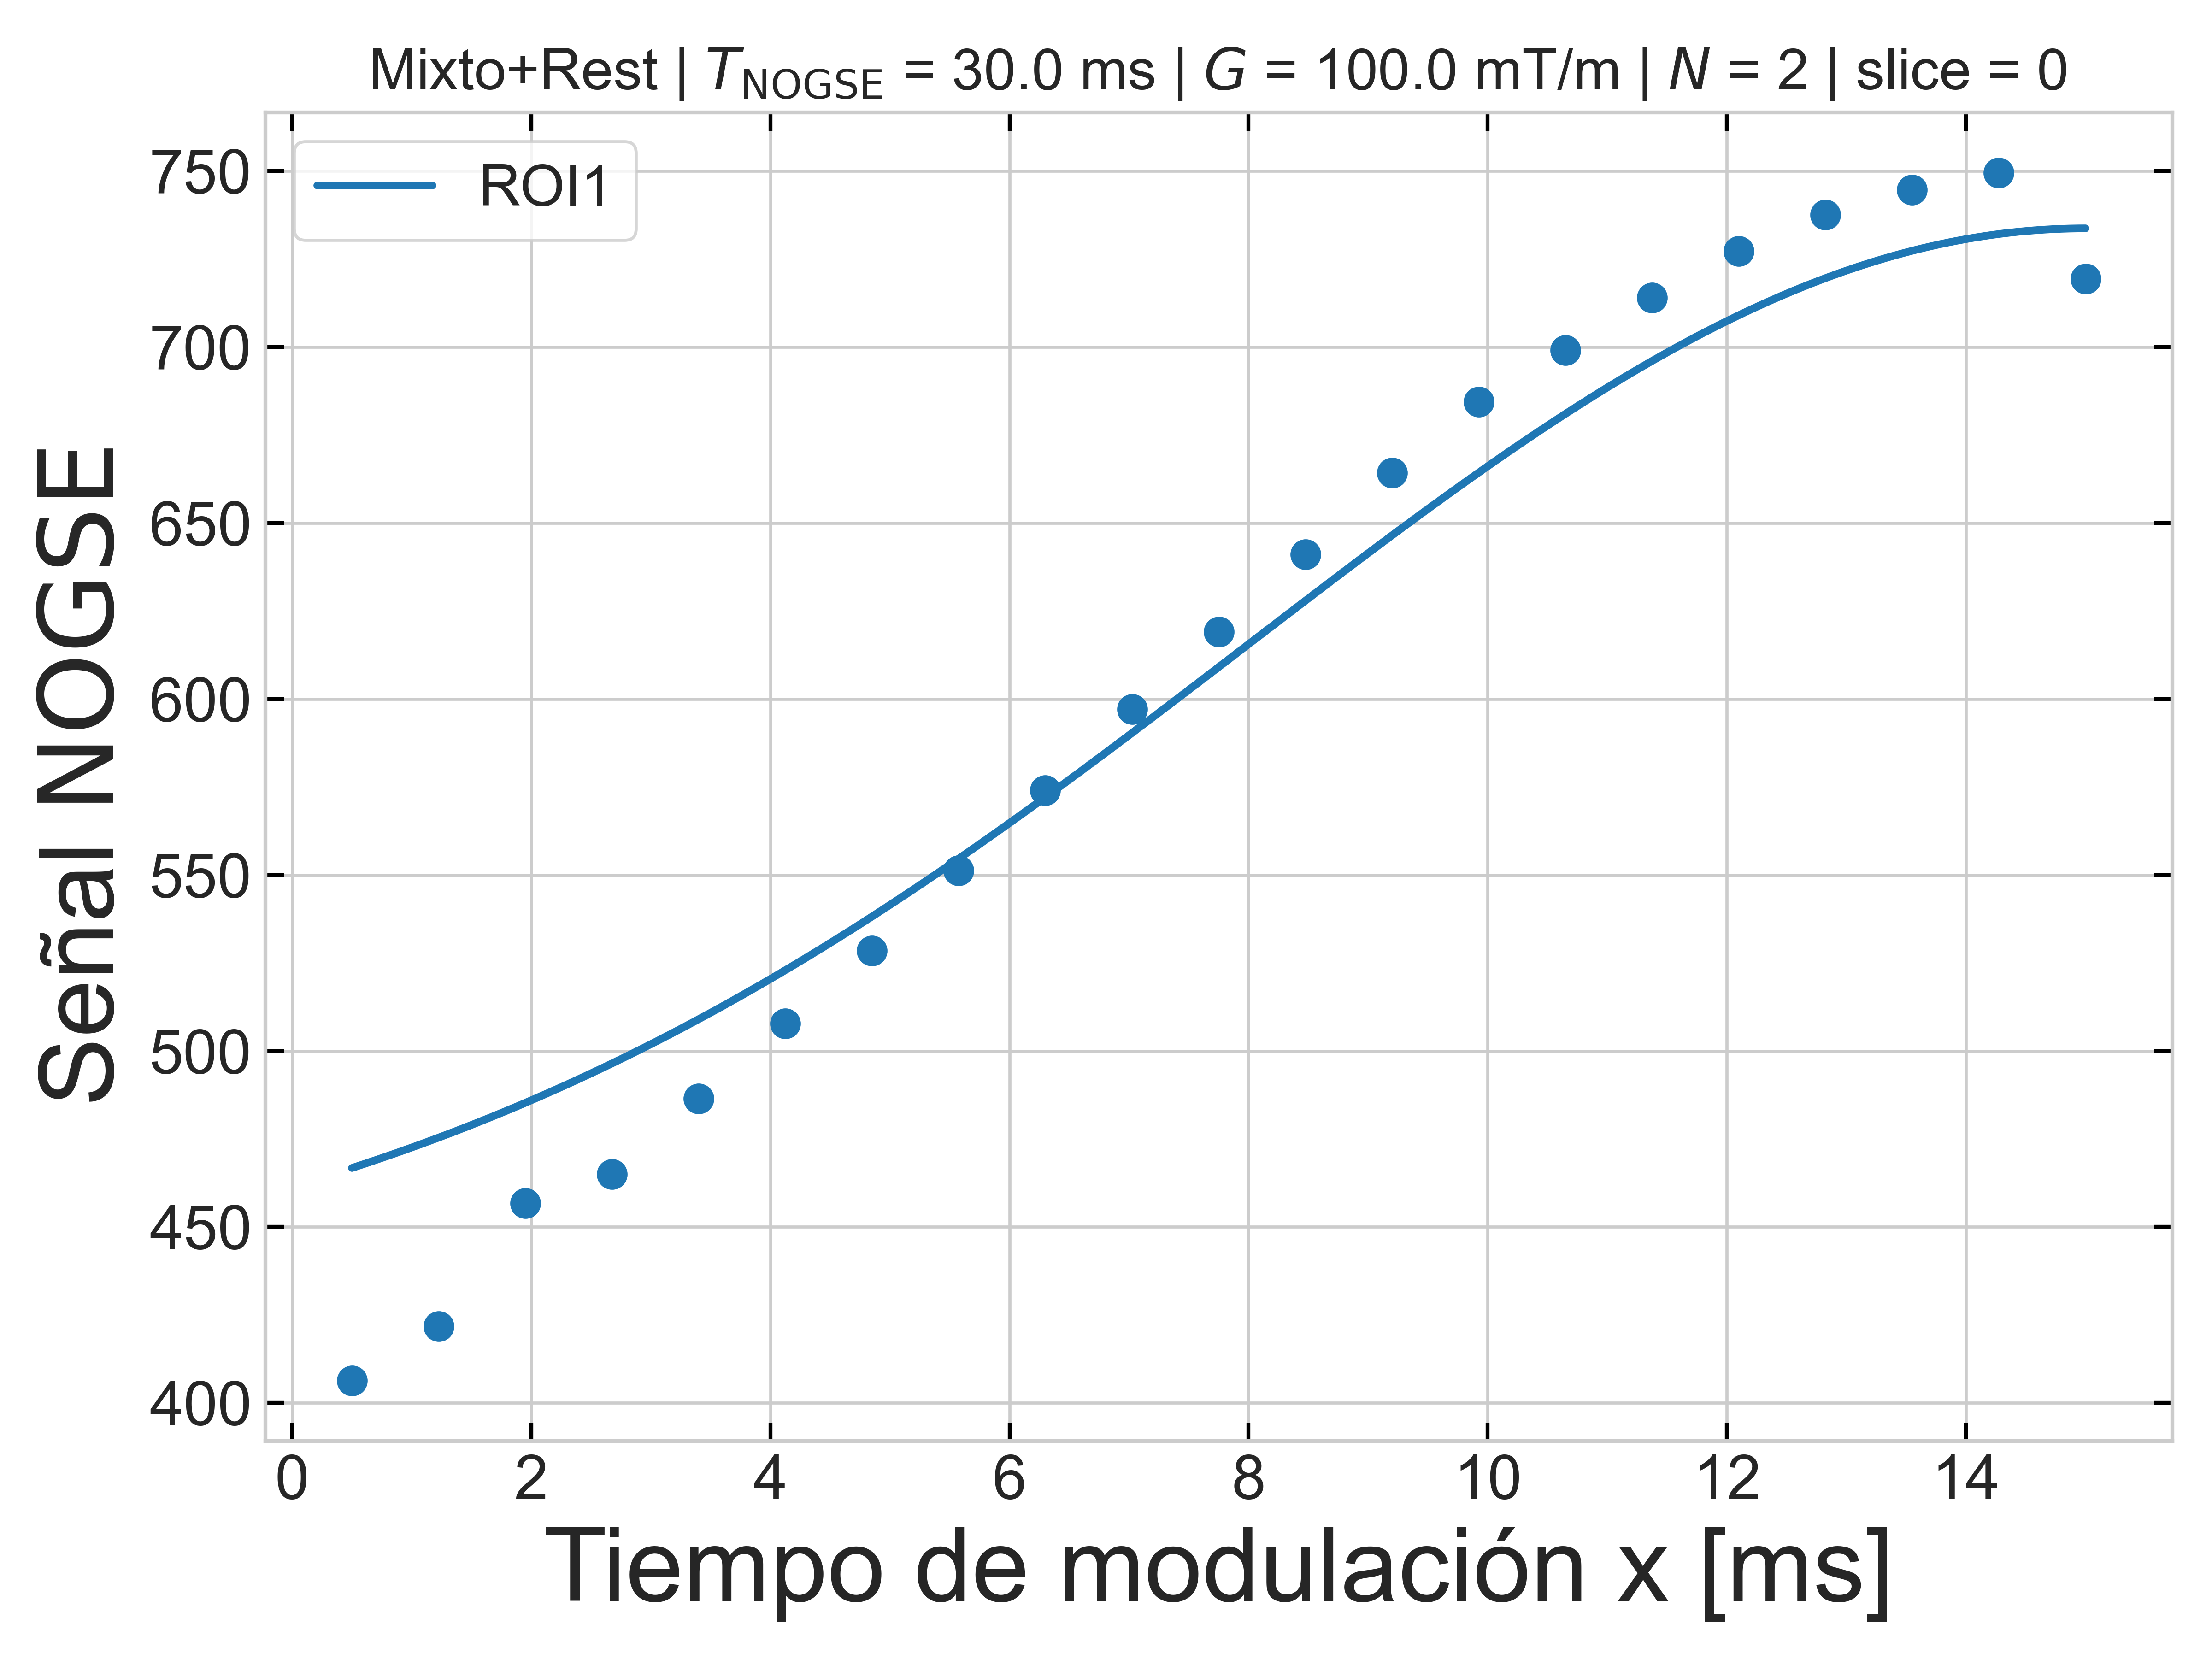 Mixto+Rest | T_NOGSE = 30.0 ms | G = 100.0 mT/m | N = 2 | slice = 0
ROI1
750
700
650
600
550
500
450
400
Señal NOGSE
0 2 4 6 8 10 12 14
Tiempo de modulación x [ms]